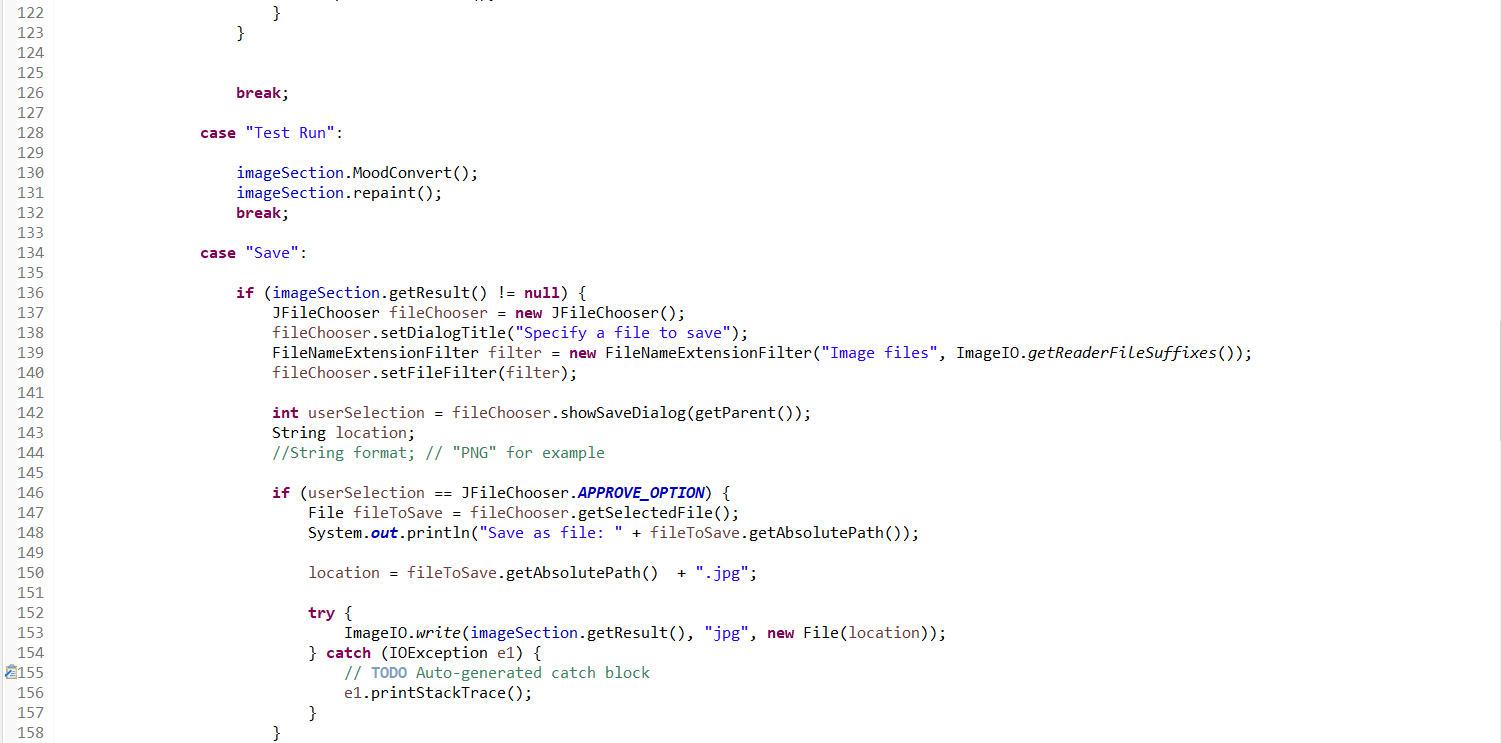 122                         }
123                     }
124
125
126                     break;
127
128                 case "Test Run":
129
130                     imageSection.MoodConvert();
131                     imageSection.repaint();
132                     break;
133
134                 case "Save":
135
136                     if (imageSection.getResult() != null) {
137                         JFileChooser fileChooser = new JFileChooser();
138                         fileChooser.setDialogTitle("Specify a file to save");
139                         FileNameExtensionFilter filter = new FileNameExtensionFilter("Image files", ImageIO.getReaderFileSuffixes());
140                         fileChooser.setFileFilter(filter);
141
142                         int userSelection = fileChooser.showSaveDialog(getParent());
143                         String location;
144                         //String format; // "PNG" for example
145
146                         if (userSelection == JFileChooser.APPROVE_OPTION) {
147                             File fileToSave = fileChooser.getSelectedFile();
148                             System.out.println("Save as file: " + fileToSave.getAbsolutePath());
149
150                             location = fileToSave.getAbsolutePath()  + ".jpg";
151
152                             try {
153                                 ImageIO.write(imageSection.getResult(), "jpg", new File(location));
154                             } catch (IOException e1) {
155                                 // TODO Auto-generated catch block
156                                 e1.printStackTrace();
157                             }
158                         }